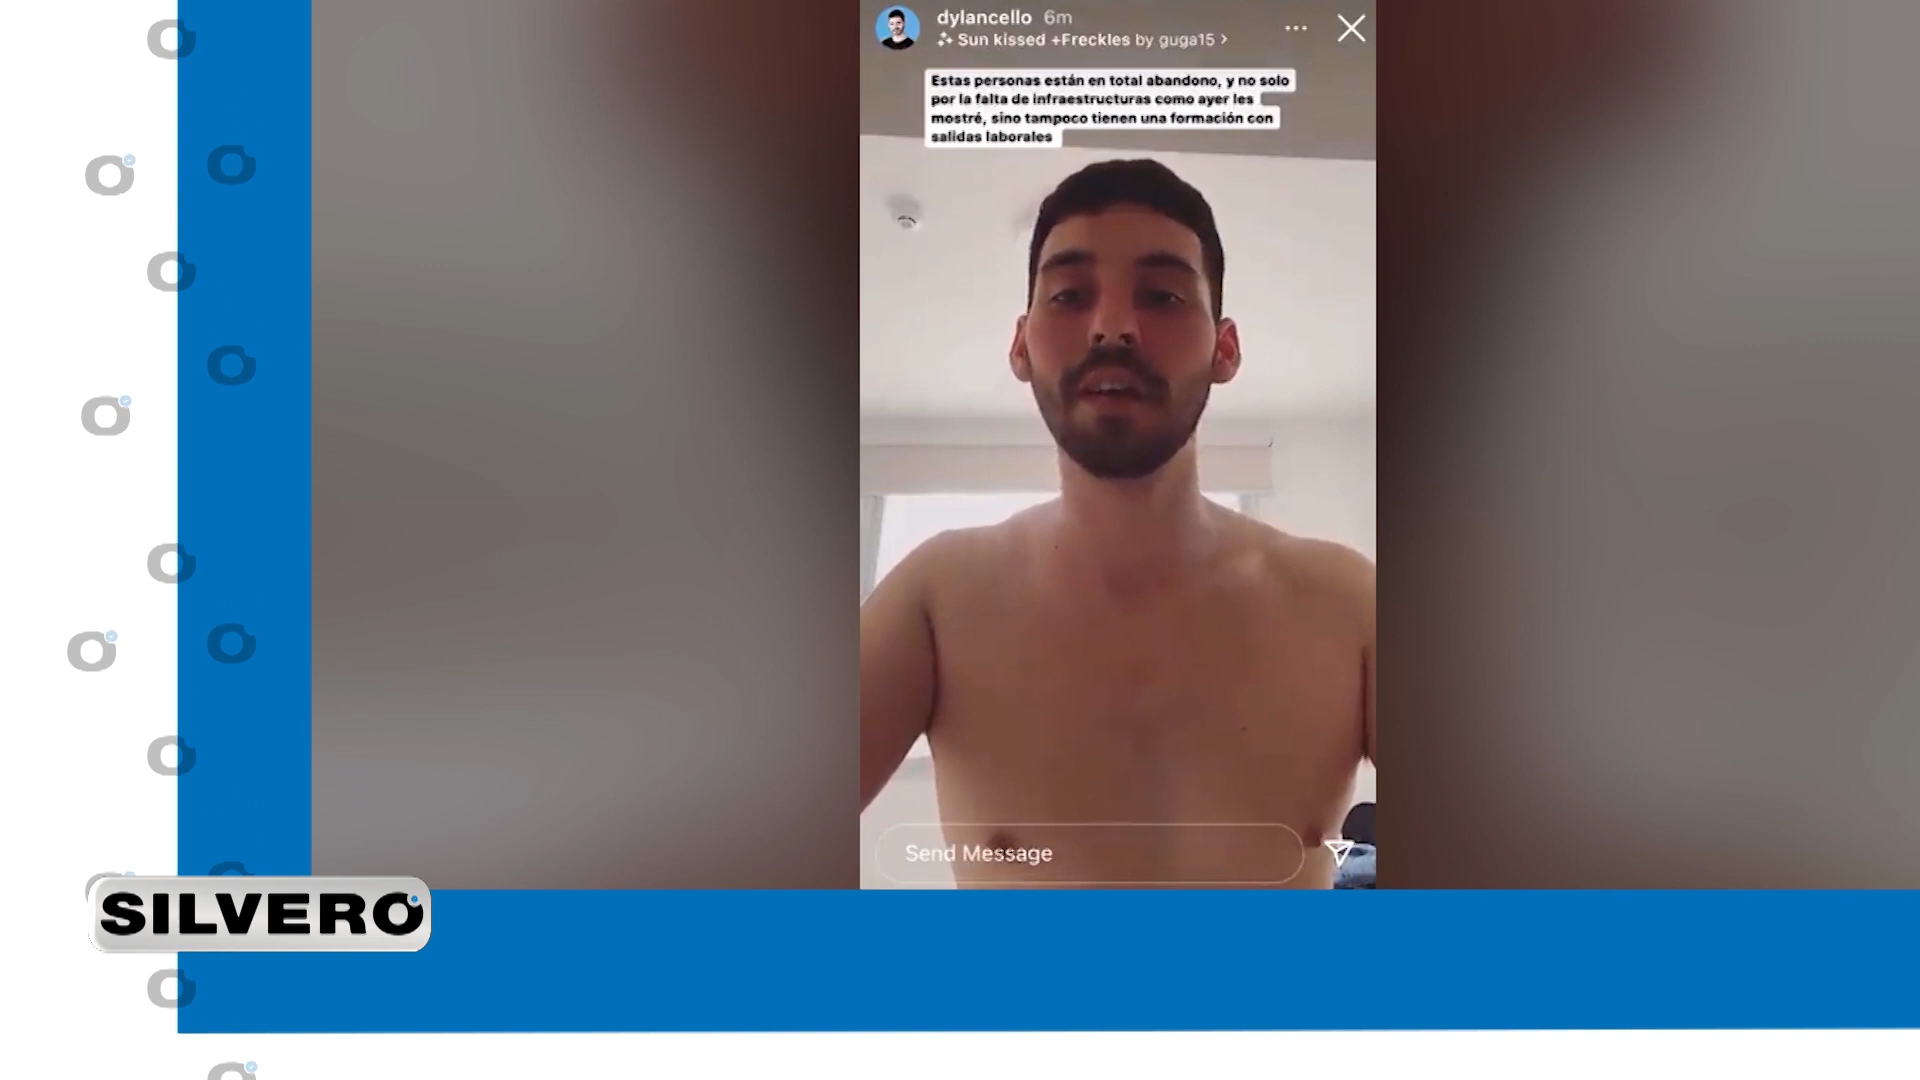 dylancello 6m
Sun kissed +Freckles by guga15 >
Estas personas están en total abandono, y no solo
por la falta de infraestructuras como ayer les
mostré, sino tampoco tienen una formación con
salidas laborales
Send Message
SILVERO